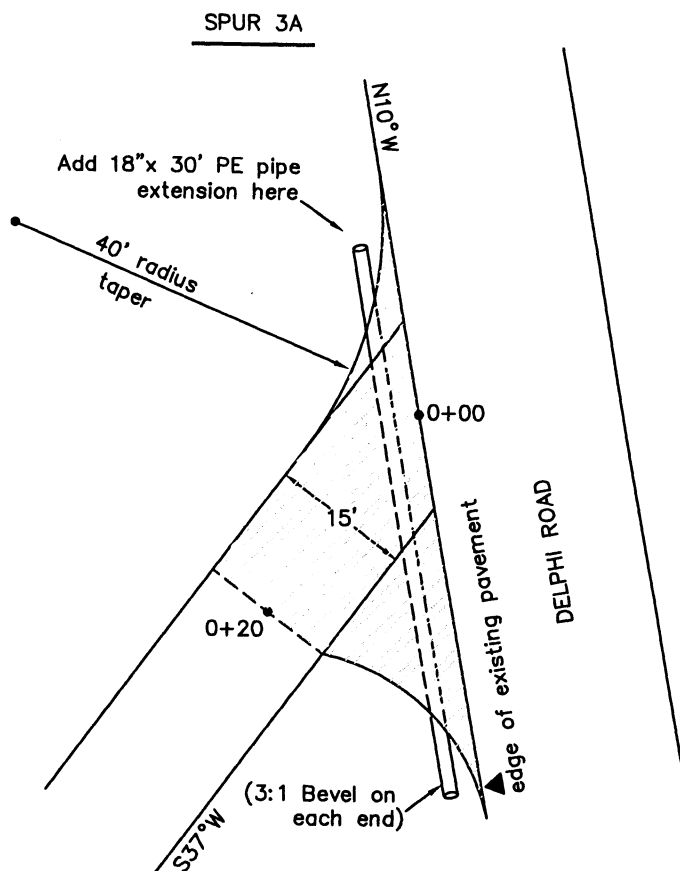 SPUR 3A
N10°W
Add 18"x 30' PE pipe
extension here
40' radius
taper
0+00
15'
0+20
edge of existing pavement
DELPHI ROAD
(3:1 Bevel on
each end)
S37°W